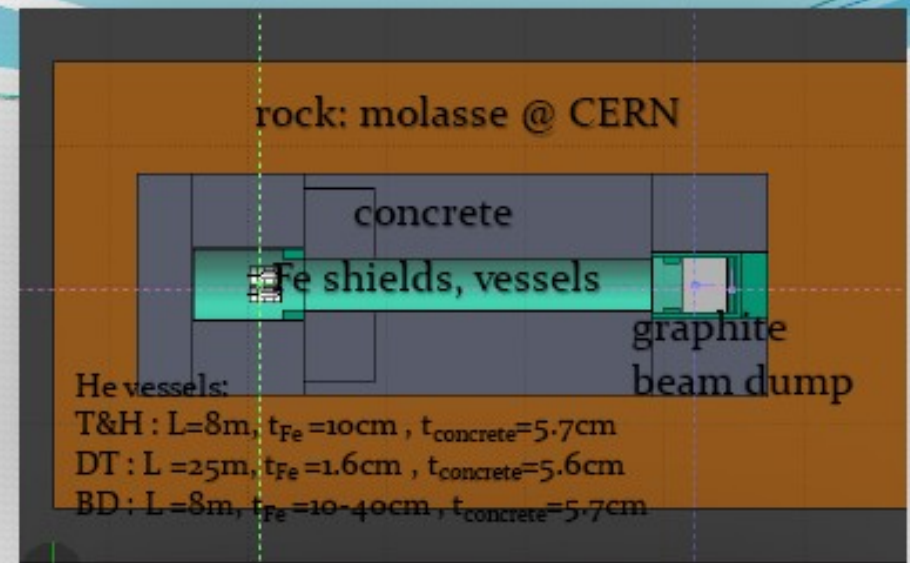 rock: molasse @ CERN
concrete
Fe shields, vessels
graphite
beam dump
He vessels:
T&H : L=8m, tFe =10cm , tconcrete=5.7cm
DT : L =25m, tFe =1.6cm , tconcrete=5.6cm
BD : L =8m, tFe =10-40cm , tconcrete=5.7cm